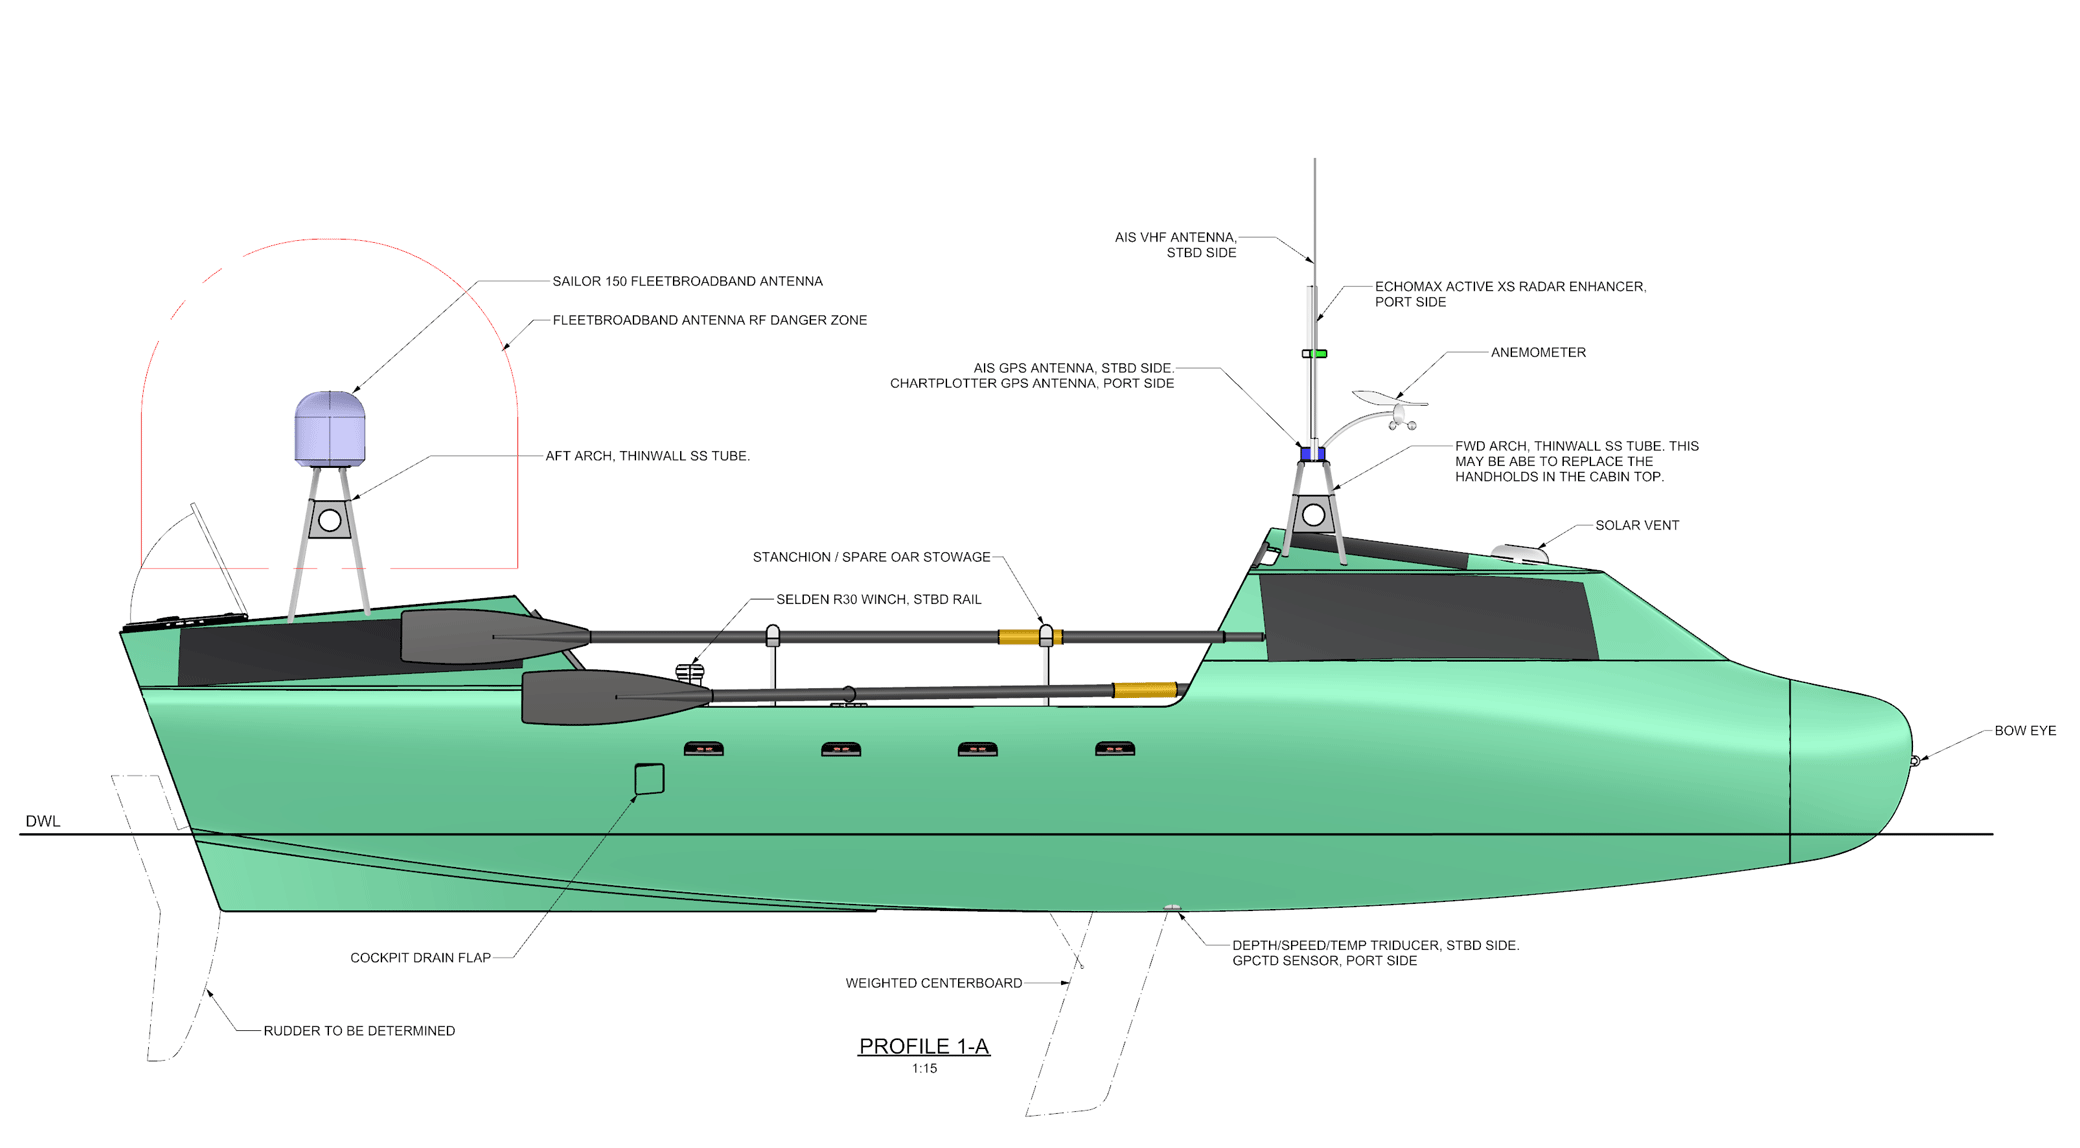 AIS VHF ANTENNA,
STBD SIDE
SAILOR 150 FLEETBROADBAND ANTENNA
ECHOMAX ACTIVE XS RADAR ENHANCER,
PORT SIDE
FLEETBROADBAND ANTENNA RF DANGER ZONE
ANEMOMETER
AIS GPS ANTENNA, STBD SIDE.
CHARTPLOTTER GPS ANTENNA, PORT SIDE
AFT ARCH, THINWALL SS TUBE.
FWD ARCH, THINWALL SS TUBE. THIS
MAY BE ABE TO REPLACE THE
HANDHOLDS IN THE CABIN TOP.
SOLAR VENT
STANCHION / SPARE OAR STOWAGE
SELDEN R30 WINCH, STBD RAIL
BOW EYE
DWL
DEPTH/SPEED/TEMP TRIDUCER, STBD SIDE.
GPCTD SENSOR, PORT SIDE
COCKPIT DRAIN FLAP
WEIGHTED CENTERBOARD
RUDDER TO BE DETERMINED
PROFILE 1-A
1:15